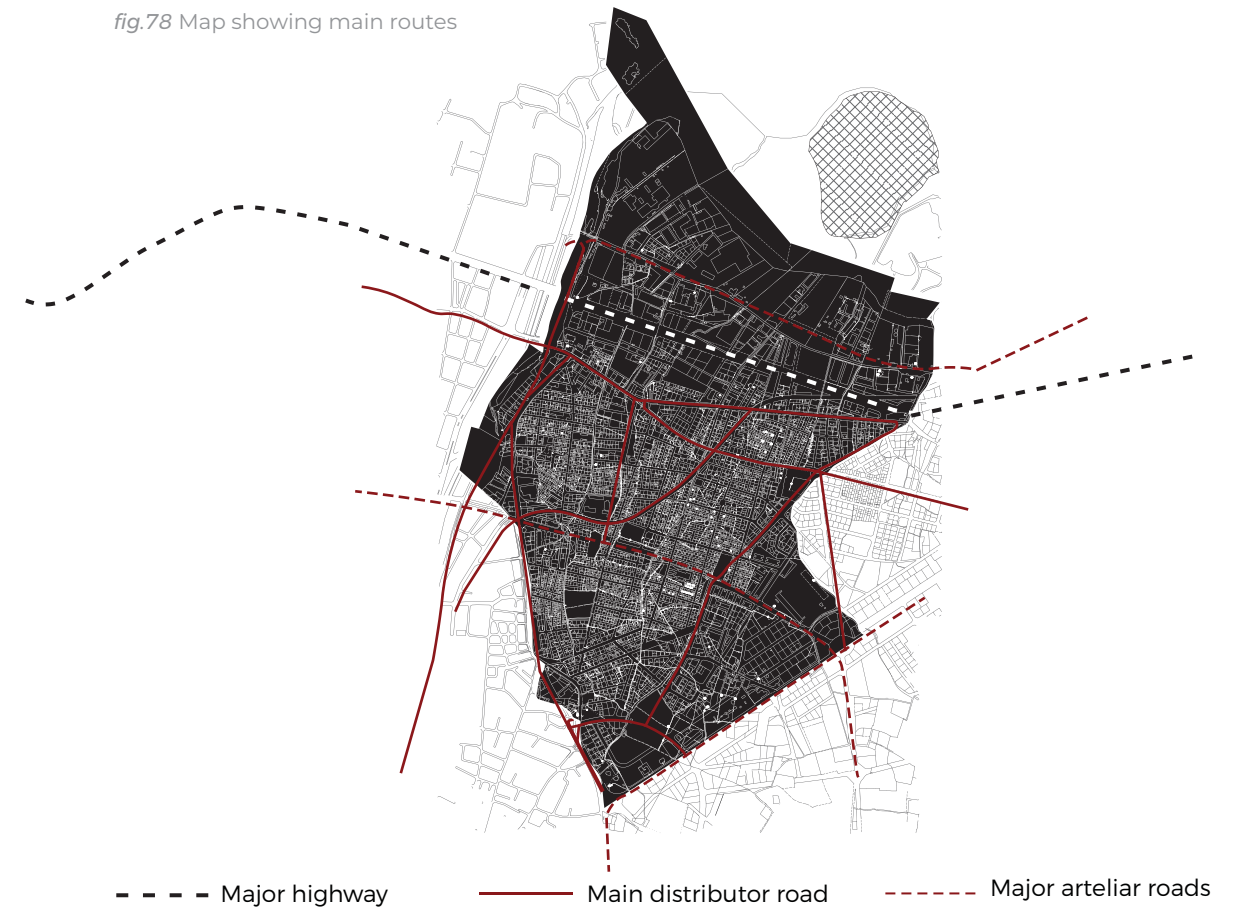 fig.78 Map showing main routes
Major highway
Main distributor road
Major arteliar roads